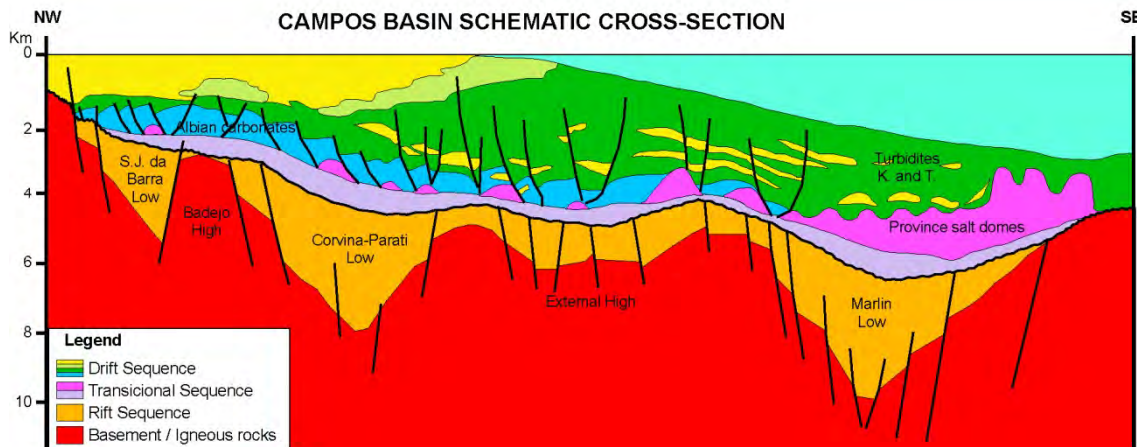 CAMPOS BASIN SCHEMATIC CROSS-SECTION
NW
SE
Km
0
2
4
6
8
10
Albian carbonates
S.J. da
Barra
Low
Badejo
High
Corvina-Parati
Low
External High
Turbidites
K. and T.
Province salt domes
Marlin
Low
Legend
Drift Sequence
Transicional Sequence
Rift Sequence
Basement / Igneous rocks